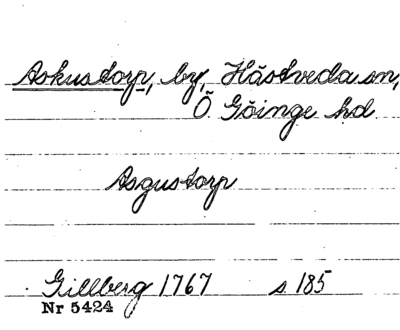 Askustorp, by, Hästveda sn,
Ö. Göinge hd
Asgustorp
Gillberg 1767 s 185
Nr 5424